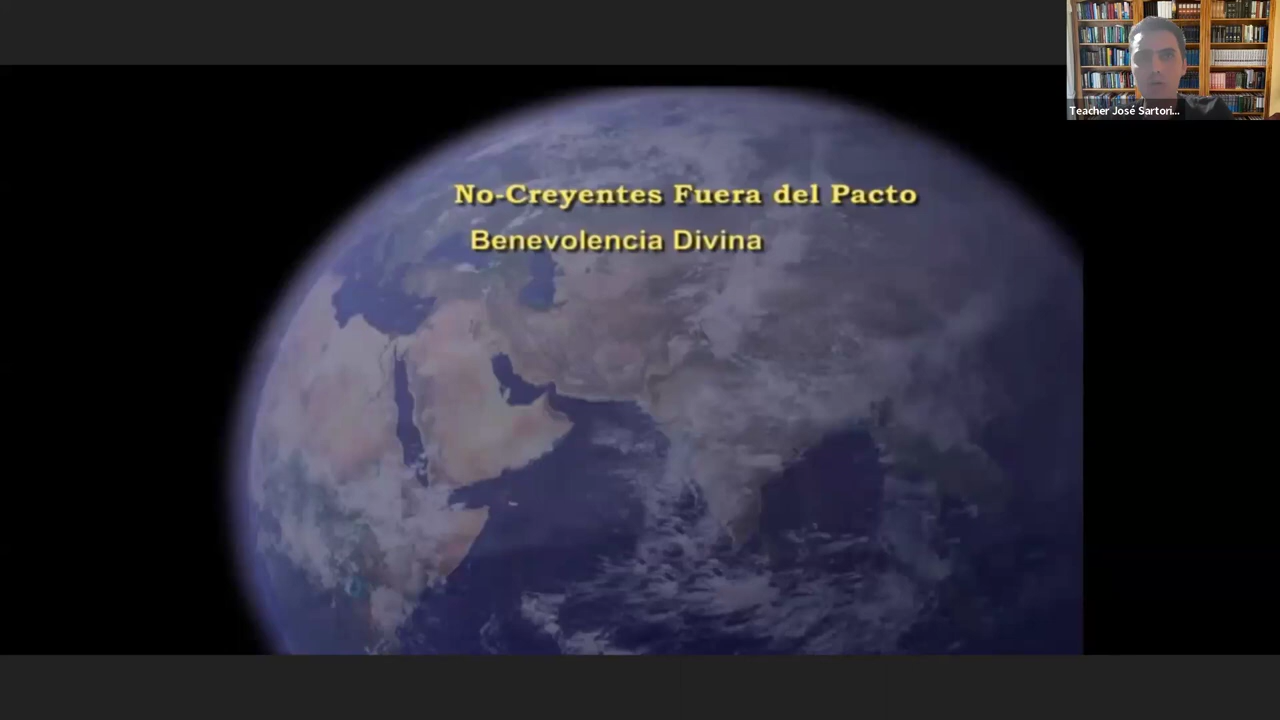 Teacher José Sartori...
No-Creyentes Fuera del Pacto
Benevolencia Divina